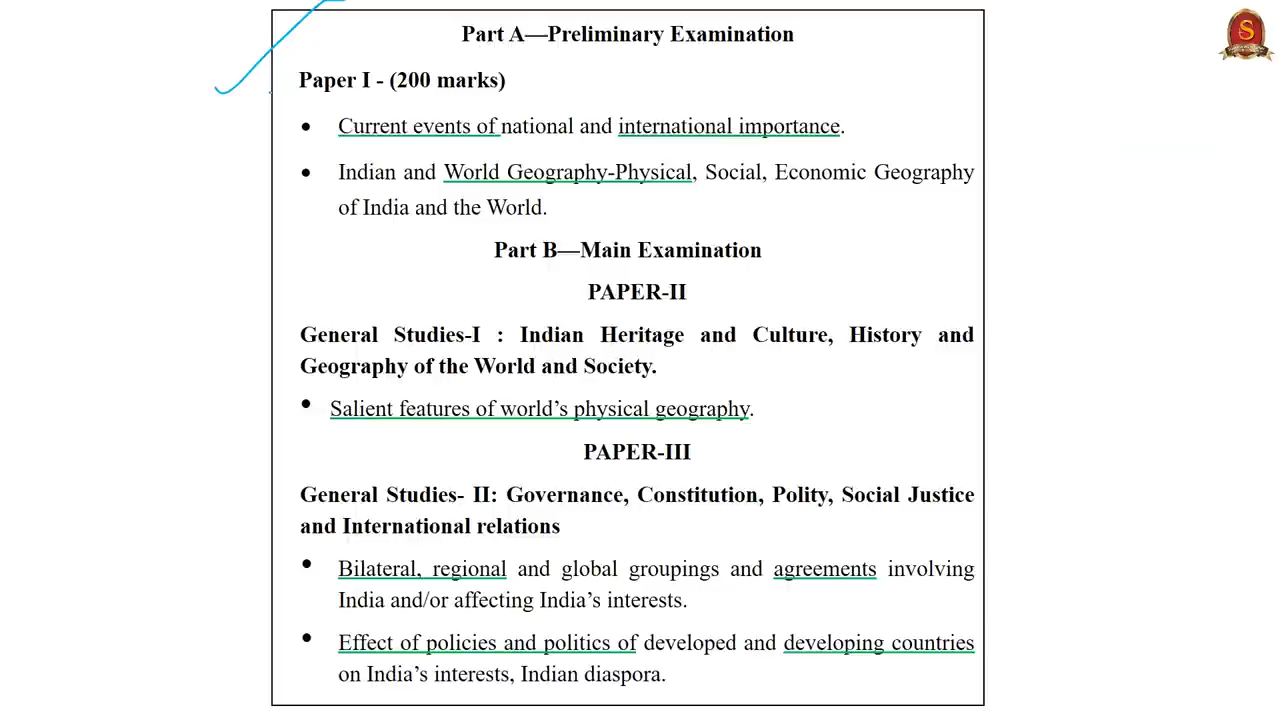 Part A—Preliminary Examination
Paper I - (200 marks)
• Current events of national and international importance.
• Indian and World Geography-Physical, Social, Economic Geography
of India and the World.
Part B—Main Examination
PAPER-II
General Studies-I : Indian Heritage and Culture, History and
Geography of the World and Society.
• Salient features of world’s physical geography.
PAPER-III
General Studies- II: Governance, Constitution, Polity, Social Justice
and International relations
• Bilateral, regional and global groupings and agreements involving
India and/or affecting India’s interests.
• Effect of policies and politics of developed and developing countries
on India’s interests, Indian diaspora.
S